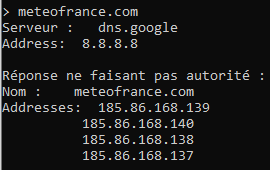 > meteofrance.com
Serveur :   dns.google
Address:  8.8.8.8

Réponse ne faisant pas autorité :
Nom :    meteofrance.com
Addresses:  185.86.168.139
          185.86.168.140
          185.86.168.138
          185.86.168.137